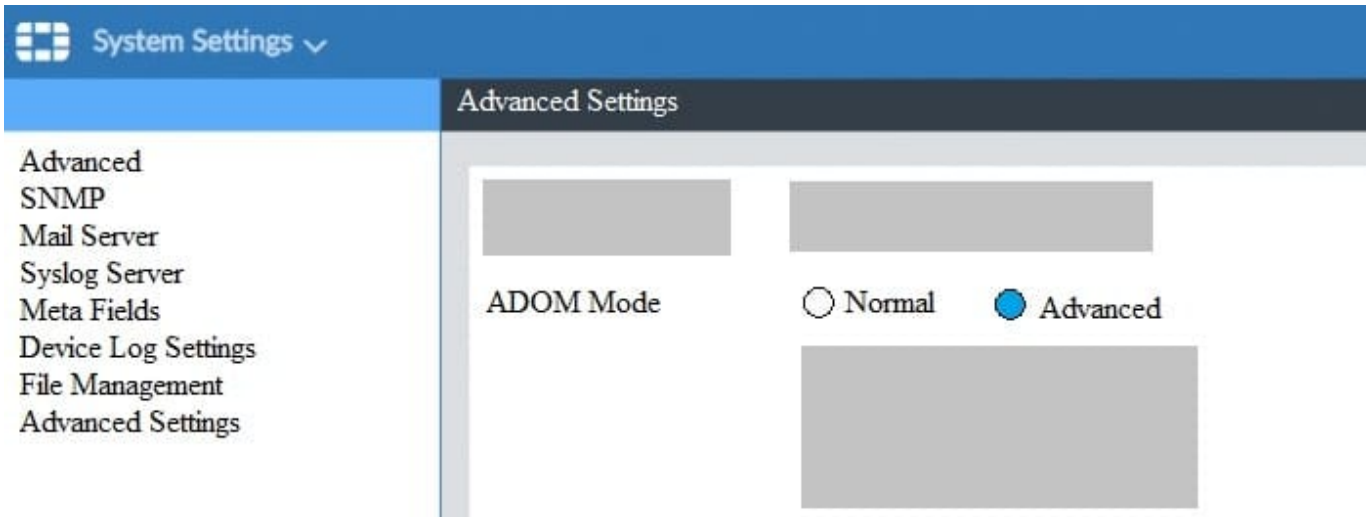 System Settings
Advanced Settings
Advanced
SNMP
Mail Server
Syslog Server
Meta Fields
Device Log Settings
File Management
Advanced Settings
ADOM Mode Normal Advanced